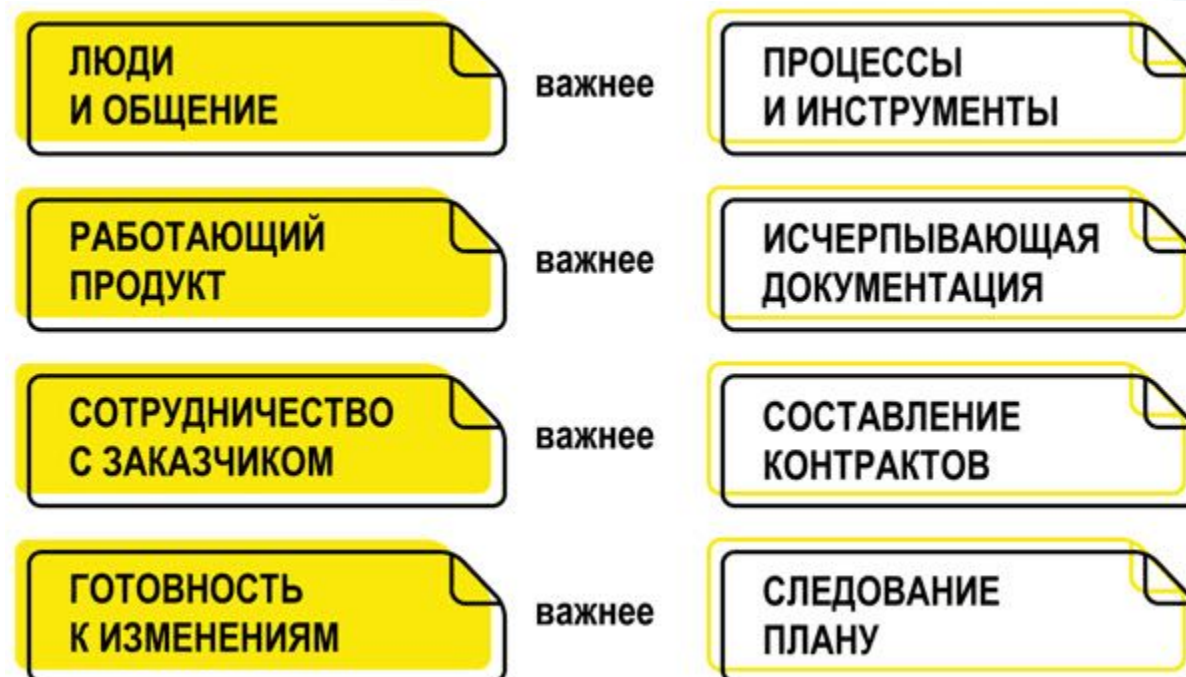 ЛЮДИ
И ОБЩЕНИЕ
важнее
ПРОЦЕССЫ
И ИНСТРУМЕНТЫ
РАБОТАЮЩИЙ
ПРОДУКТ
важнее
ИСЧЕРПЫВАЮЩАЯ
ДОКУМЕНТАЦИЯ
СОТРУДНИЧЕСТВО
С ЗАКАЗЧИКОМ
важнее
СОСТАВЛЕНИЕ
КОНТРАКТОВ
ГОТОВНОСТЬ
К ИЗМЕНЕНИЯМ
важнее
СЛЕДОВАНИЕ
ПЛАНУ